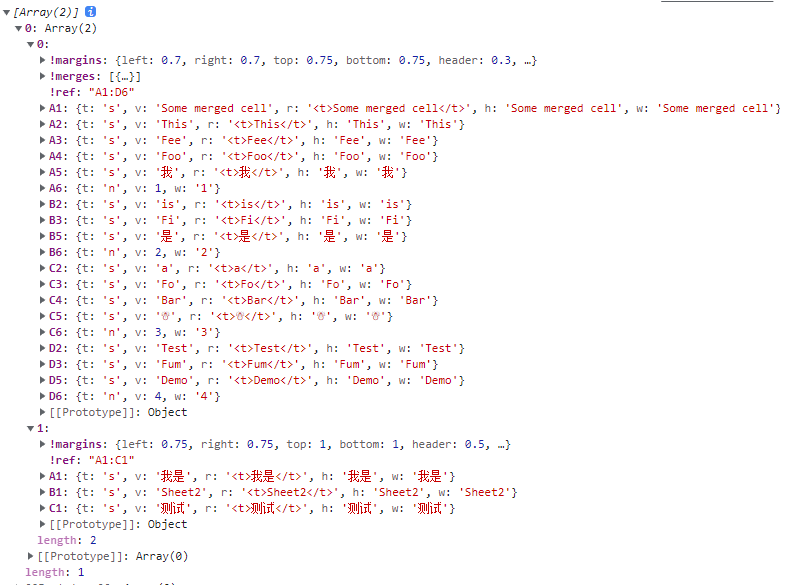 [Array(2)] i
0: Array(2)
0:
!margins: {left: 0.7, right: 0.7, top: 0.75, bottom: 0.75, header: 0.3, …}
!merges: [{…}]
!ref: "A1:D6"
A1: {t: 's', v: 'Some merged cell', r: '<t>Some merged cell</t>', h: 'Some merged cell', w: 'Some merged cell'}
A2: {t: 's', v: 'This', r: '<t>This</t>', h: 'This', w: 'This'}
A3: {t: 's', v: 'Fee', r: '<t>Fee</t>', h: 'Fee', w: 'Fee'}
A4: {t: 's', v: 'Foo', r: '<t>Foo</t>', h: 'Foo', w: 'Foo'}
A5: {t: 's', v: '我', r: '<t>我</t>', h: '我', w: '我'}
A6: {t: 'n', v: 1, w: '1'}
B2: {t: 's', v: 'is', r: '<t>is</t>', h: 'is', w: 'is'}
B3: {t: 's', v: 'Fi', r: '<t>Fi</t>', h: 'Fi', w: 'Fi'}
B5: {t: 's', v: '是', r: '<t>是</t>', h: '是', w: '是'}
B6: {t: 'n', v: 2, w: '2'}
C2: {t: 's', v: 'a', r: '<t>a</t>', h: 'a', w: 'a'}
C3: {t: 's', v: 'Fo', r: '<t>Fo</t>', h: 'Fo', w: 'Fo'}
C4: {t: 's', v: 'Bar', r: '<t>Bar</t>', h: 'Bar', w: 'Bar'}
C5: {t: 's', v: '☃', r: '<t>☃</t>', h: '☃', w: '☃'}
C6: {t: 'n', v: 3, w: '3'}
D2: {t: 's', v: 'Test', r: '<t>Test</t>', h: 'Test', w: 'Test'}
D3: {t: 's', v: 'Fum', r: '<t>Fum</t>', h: 'Fum', w: 'Fum'}
D5: {t: 's', v: 'Demo', r: '<t>Demo</t>', h: 'Demo', w: 'Demo'}
D6: {t: 'n', v: 4, w: '4'}
[[Prototype]]: Object
1:
!margins: {left: 0.75, right: 0.75, top: 1, bottom: 1, header: 0.5, …}
!ref: "A1:C1"
A1: {t: 's', v: '我是', r: '<t>我是</t>', h: '我是', w: '我是'}
B1: {t: 's', v: 'Sheet2', r: '<t>Sheet2</t>', h: 'Sheet2', w: 'Sheet2'}
C1: {t: 's', v: '测试', r: '<t>测试</t>', h: '测试', w: '测试'}
[[Prototype]]: Object
length: 2
[[Prototype]]: Array(0)
length: 1